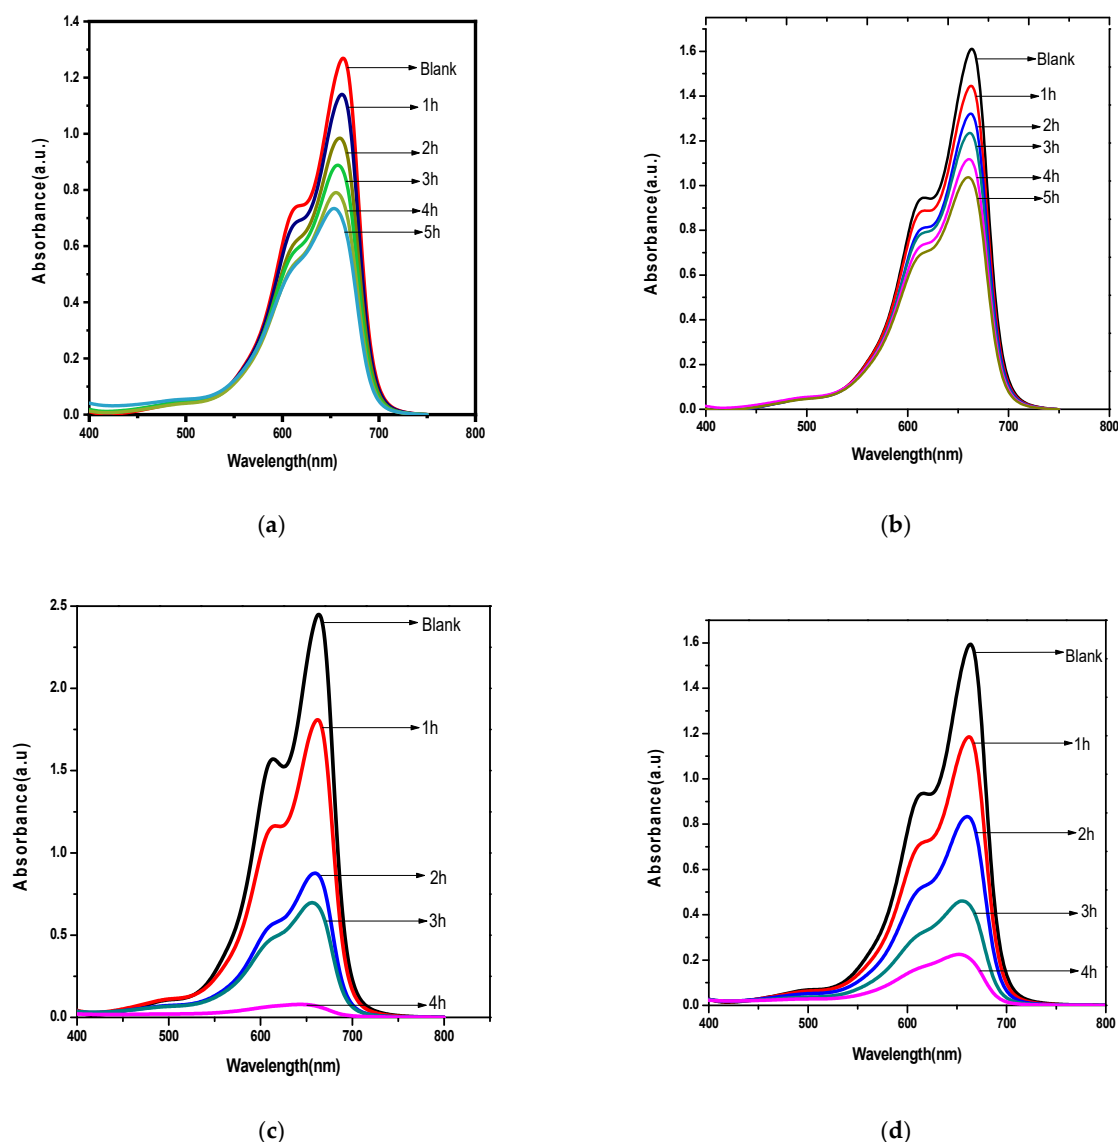 1.4
1.2
1.0
0.8
0.6
0.4
0.2
0.0
Absorbance(a.u.)
Blank
1h
2h
3h
4h
5h
400 500 600 700 800
Wavelength(nm)
(a)
1.6
1.4
1.2
1.0
0.8
0.6
0.4
0.2
0.0
Absorbance(a.u.)
Blank
1h
2h
3h
4h
5h
400 500 600 700 800
Wavelength(nm)
(b)
2.5
2.0
1.5
1.0
0.5
0.0
Absorbance(a.u)
Blank
1h
2h
3h
4h
400 500 600 700 800
Wavelength(nm)
(c)
1.6
1.4
1.2
1.0
0.8
0.6
0.4
0.2
0.0
Absorbance(a.u)
Blank
1h
2h
3h
4h
400 500 600 700 800
Wavelength(nm)
(d)